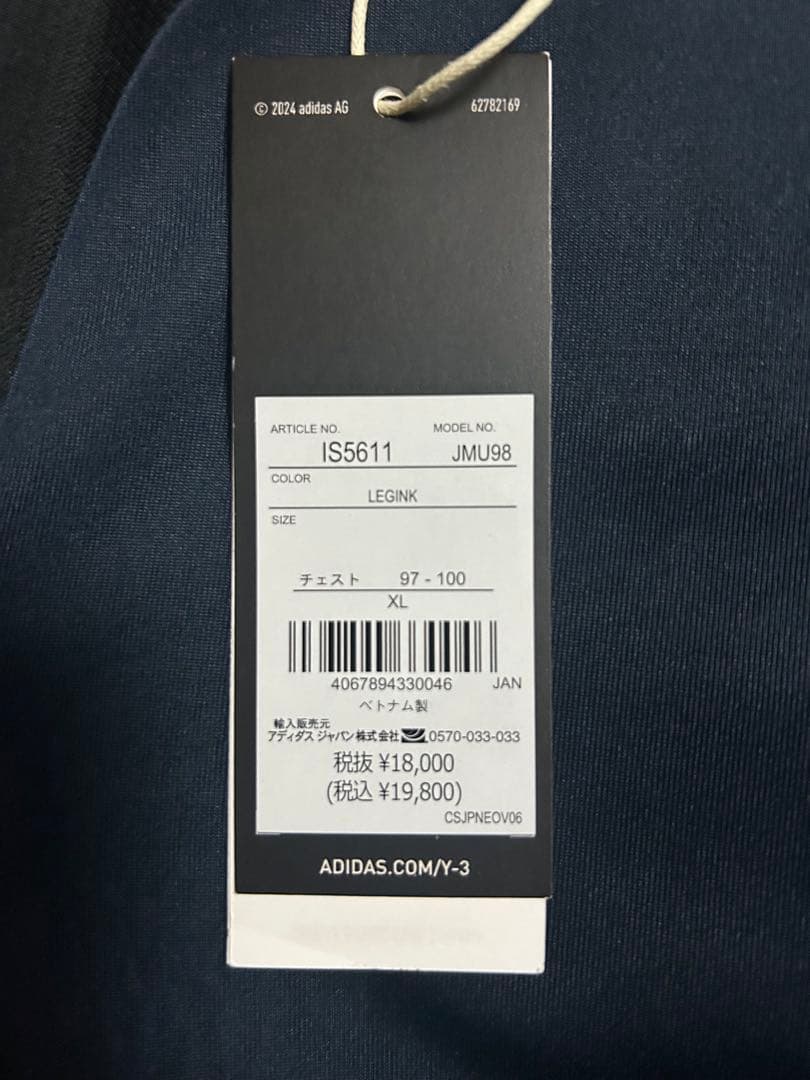 © 2024 adidas AG 62782169
ARTICLE NO. MODEL NO.
IS5611 JMU98
COLOR
LEGINK
SIZE
チェスト 97 - 100
XL
4067894330046 JAN
ベトナム製
輸入販売元
アディダス ジャパン株式会社 0570-033-033
税抜 ¥18,000
(税込 ¥19,800)
CSJPNEOV06
ADIDAS.COM/Y-3